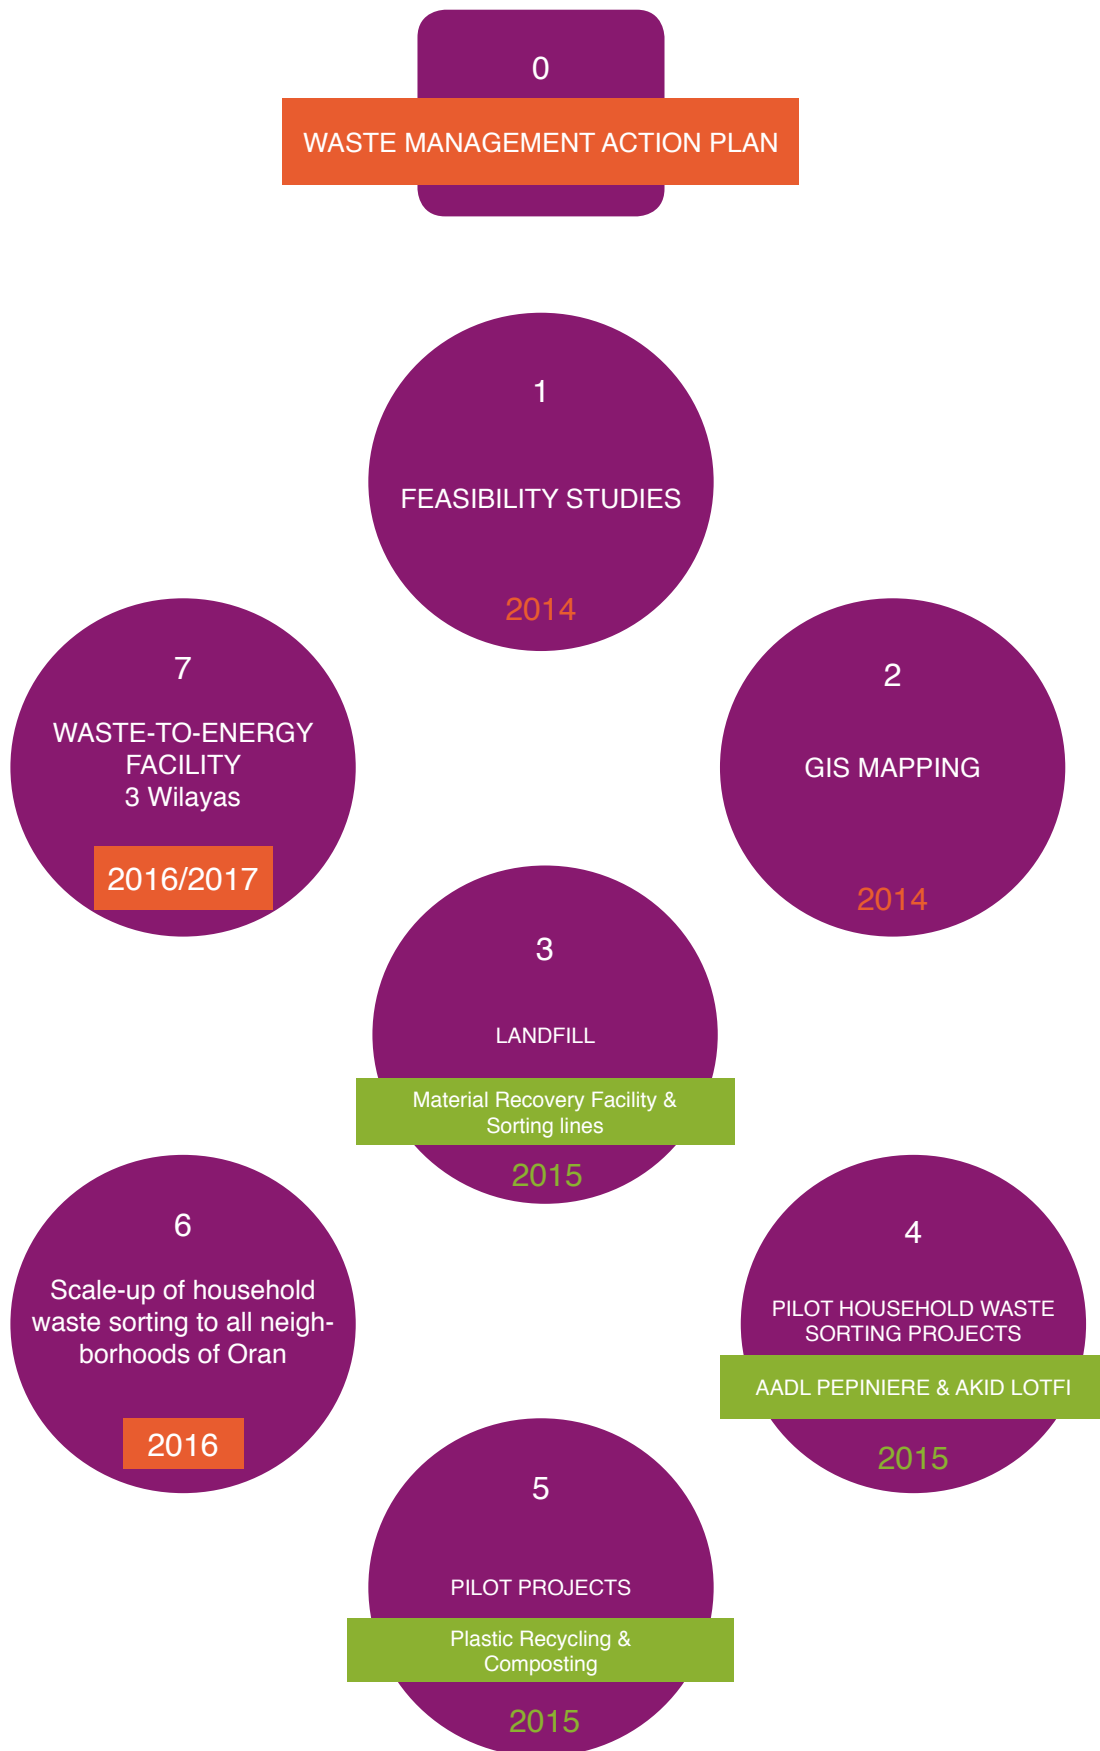 0
WASTE MANAGEMENT ACTION PLAN
1
FEASIBILITY STUDIES
2014
2
GIS MAPPING
2014
3
LANDFILL
Material Recovery Facility &
Sorting lines
2015
4
PILOT HOUSEHOLD WASTE
SORTING PROJECTS
AADL PEPINIERE & AKID LOTFI
2015
5
PILOT PROJECTS
Plastic Recycling &
Composting
2015
6
Scale-up of household
waste sorting to all neigh-
borhoods of Oran
2016
7
WASTE-TO-ENERGY
FACILITY
3 Wilayas
2016/2017